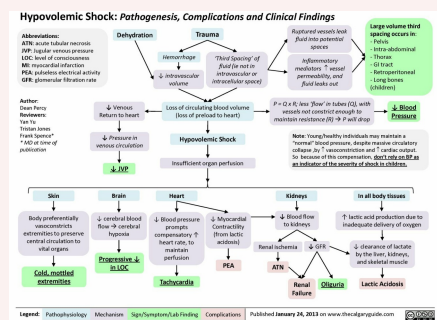 Hypovolemic Shock: Pathogenesis, Complications and Clinical Findings
Abbreviations:
ATN: acute tubular necrosis
JVP: jugular venous pressure
LOC: level of consciousness
MI: myocardial infarction
PEA: pulseless electrical activity
GFR: glomerular filtration rate
Dehydration
Trauma
Hemorrhage
↓ intravascular
volume
'Third Spacing' of
fluid (ie not in
intravascular or
intracellular space)
Ruptured vessels leak
fluid into potential
spaces
Inflammatory
mediators ↑ vessel
permeability, and
fluid leaks out
Large volume third
spacing occurs in:
- Pelvis
- Intra-abdominal
- Thorax
- GI tract
- Retroperitoneal
- Long bones
(children)
Author:
Dean Percy
Reviewers:
Yan Yu
Tristan Jones
Frank Spence*
* MD at time of
publication
↓ Venous
Return to heart
↓ Pressure in
venous circulation
↓ JVP
Loss of circulating blood volume
(loss of preload to heart)
Hypovolemic Shock
Insufficient organ perfusion
P = Q x R; less 'flow' in tubes (Q), with
vessels not constrict enough to
maintain resistance (R) → P will drop
↓ Blood
Pressure
Note: Young/healthy individuals may maintain a
"normal" blood pressure, despite massive circulatory
collapse ,by ↑ vasoconstriction and ↑ cardiac output.
So because of this compensation, don't rely on BP as
an indicator of the severity of shock in children.
Skin
Body preferentially
vasoconstricts
extremities to preserve
central circulation to
vital organs
Cold, mottled
extremities
Brain
↓ cerebral blood
flow → cerebral
hypoxia
Progressive ↓
in LOC
Heart
↓ Blood pressure
prompts
compensatory ↑
heart rate, to
maintain
perfusion
Tachycardia
↓ Myocardial
Contractility
(from lactic
acidosis)
PEA
Kidneys
↓ Blood flow
to kidneys
Renal Ischemia
↓ GFR
ATN
Renal
Failure
Oliguria
In all body tissues
↑ lactic acid production due to
inadequate delivery of oxygen
↓ clearance of lactate
by the liver, kidneys,
and skeletal muscle
Lactic Acidosis
Legend: Pathophysiology Mechanism Sign/Symptom/Lab Finding Complications Published January 24, 2013 on www.thecalgaryguide.com